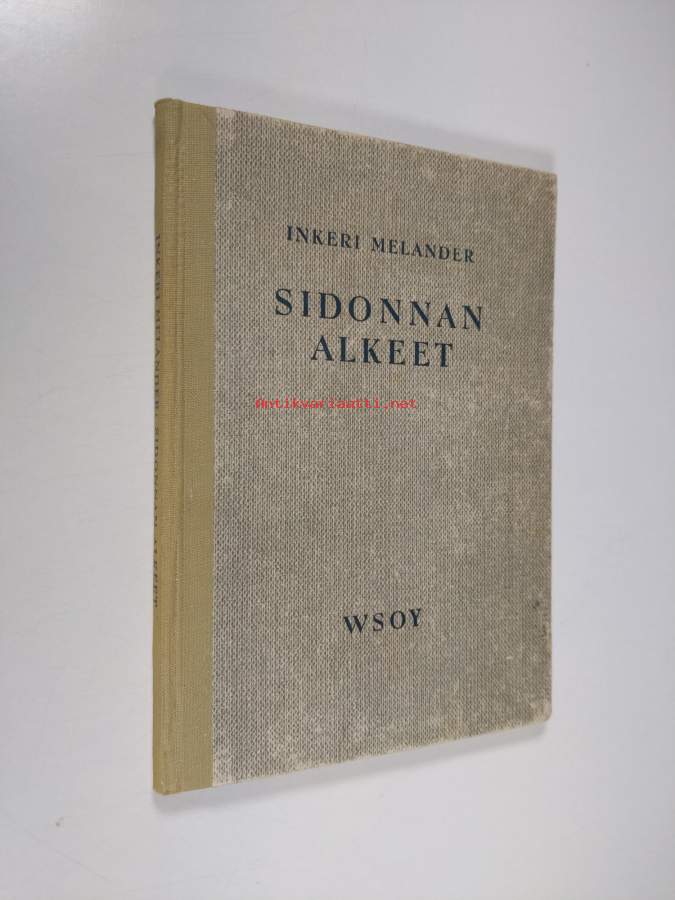 INKERI MELANDER
SIDONNAN
ALKEET
antikvariaatti.net
WSOY
INKERI MELANDER SIDONNAN ALKEET